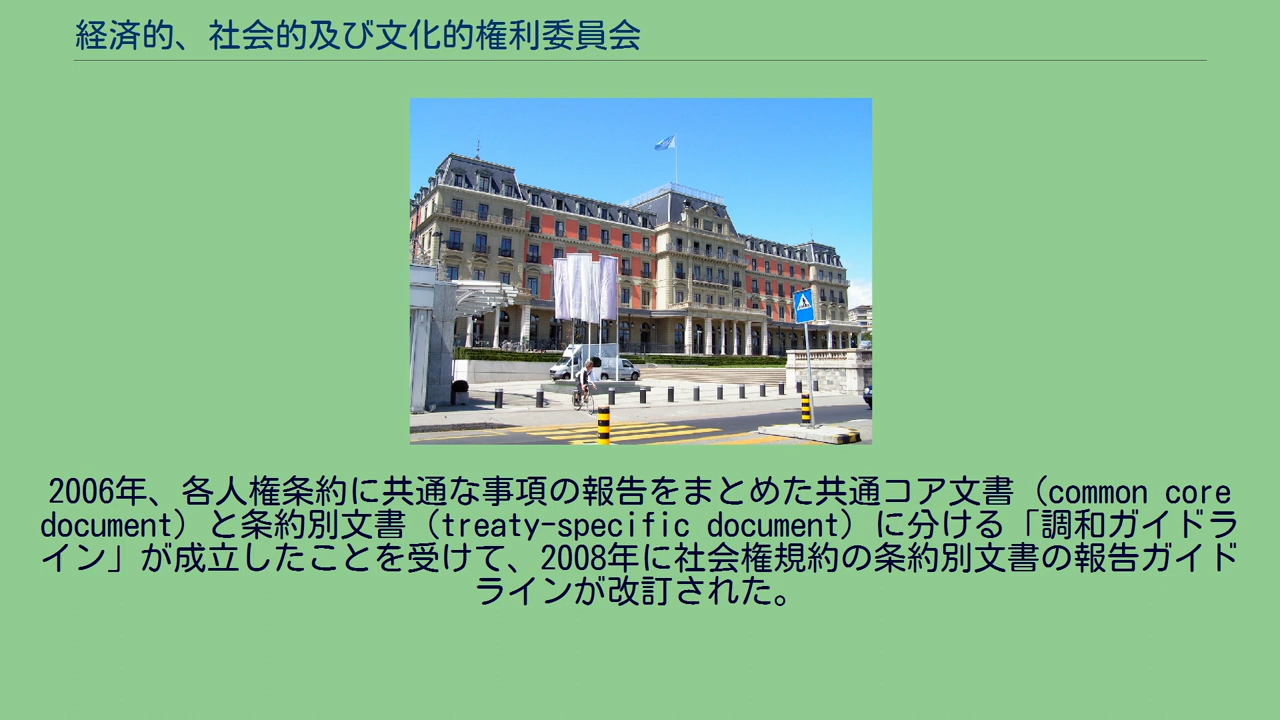 経済的、社会的及び文化的権利委員会
2006年、各人権条約に共通な事項の報告をまとめた共通コア文書（common core
document）と条約別文書（treaty-specific document）に分ける「調和ガイドラ
イン」が成立したことを受けて、2008年に社会権規約の条約別文書の報告ガイド
ラインが改訂された。